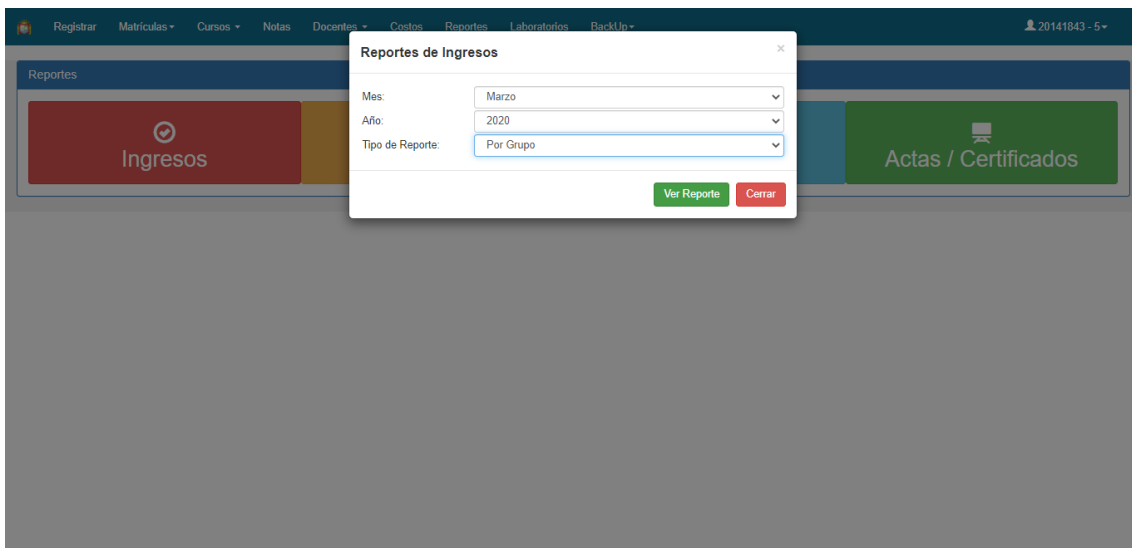 Registrar Matrículas Cursos Notas Docentes Costos Reportes Laboratorios BackUp 20141843 - 5
Reportes de Ingresos ×
Reportes
Mes: Marzo
Año: 2020
Tipo de Reporte: Por Grupo
Ingresos
Actas / Certificados
Ver Reporte Cerrar